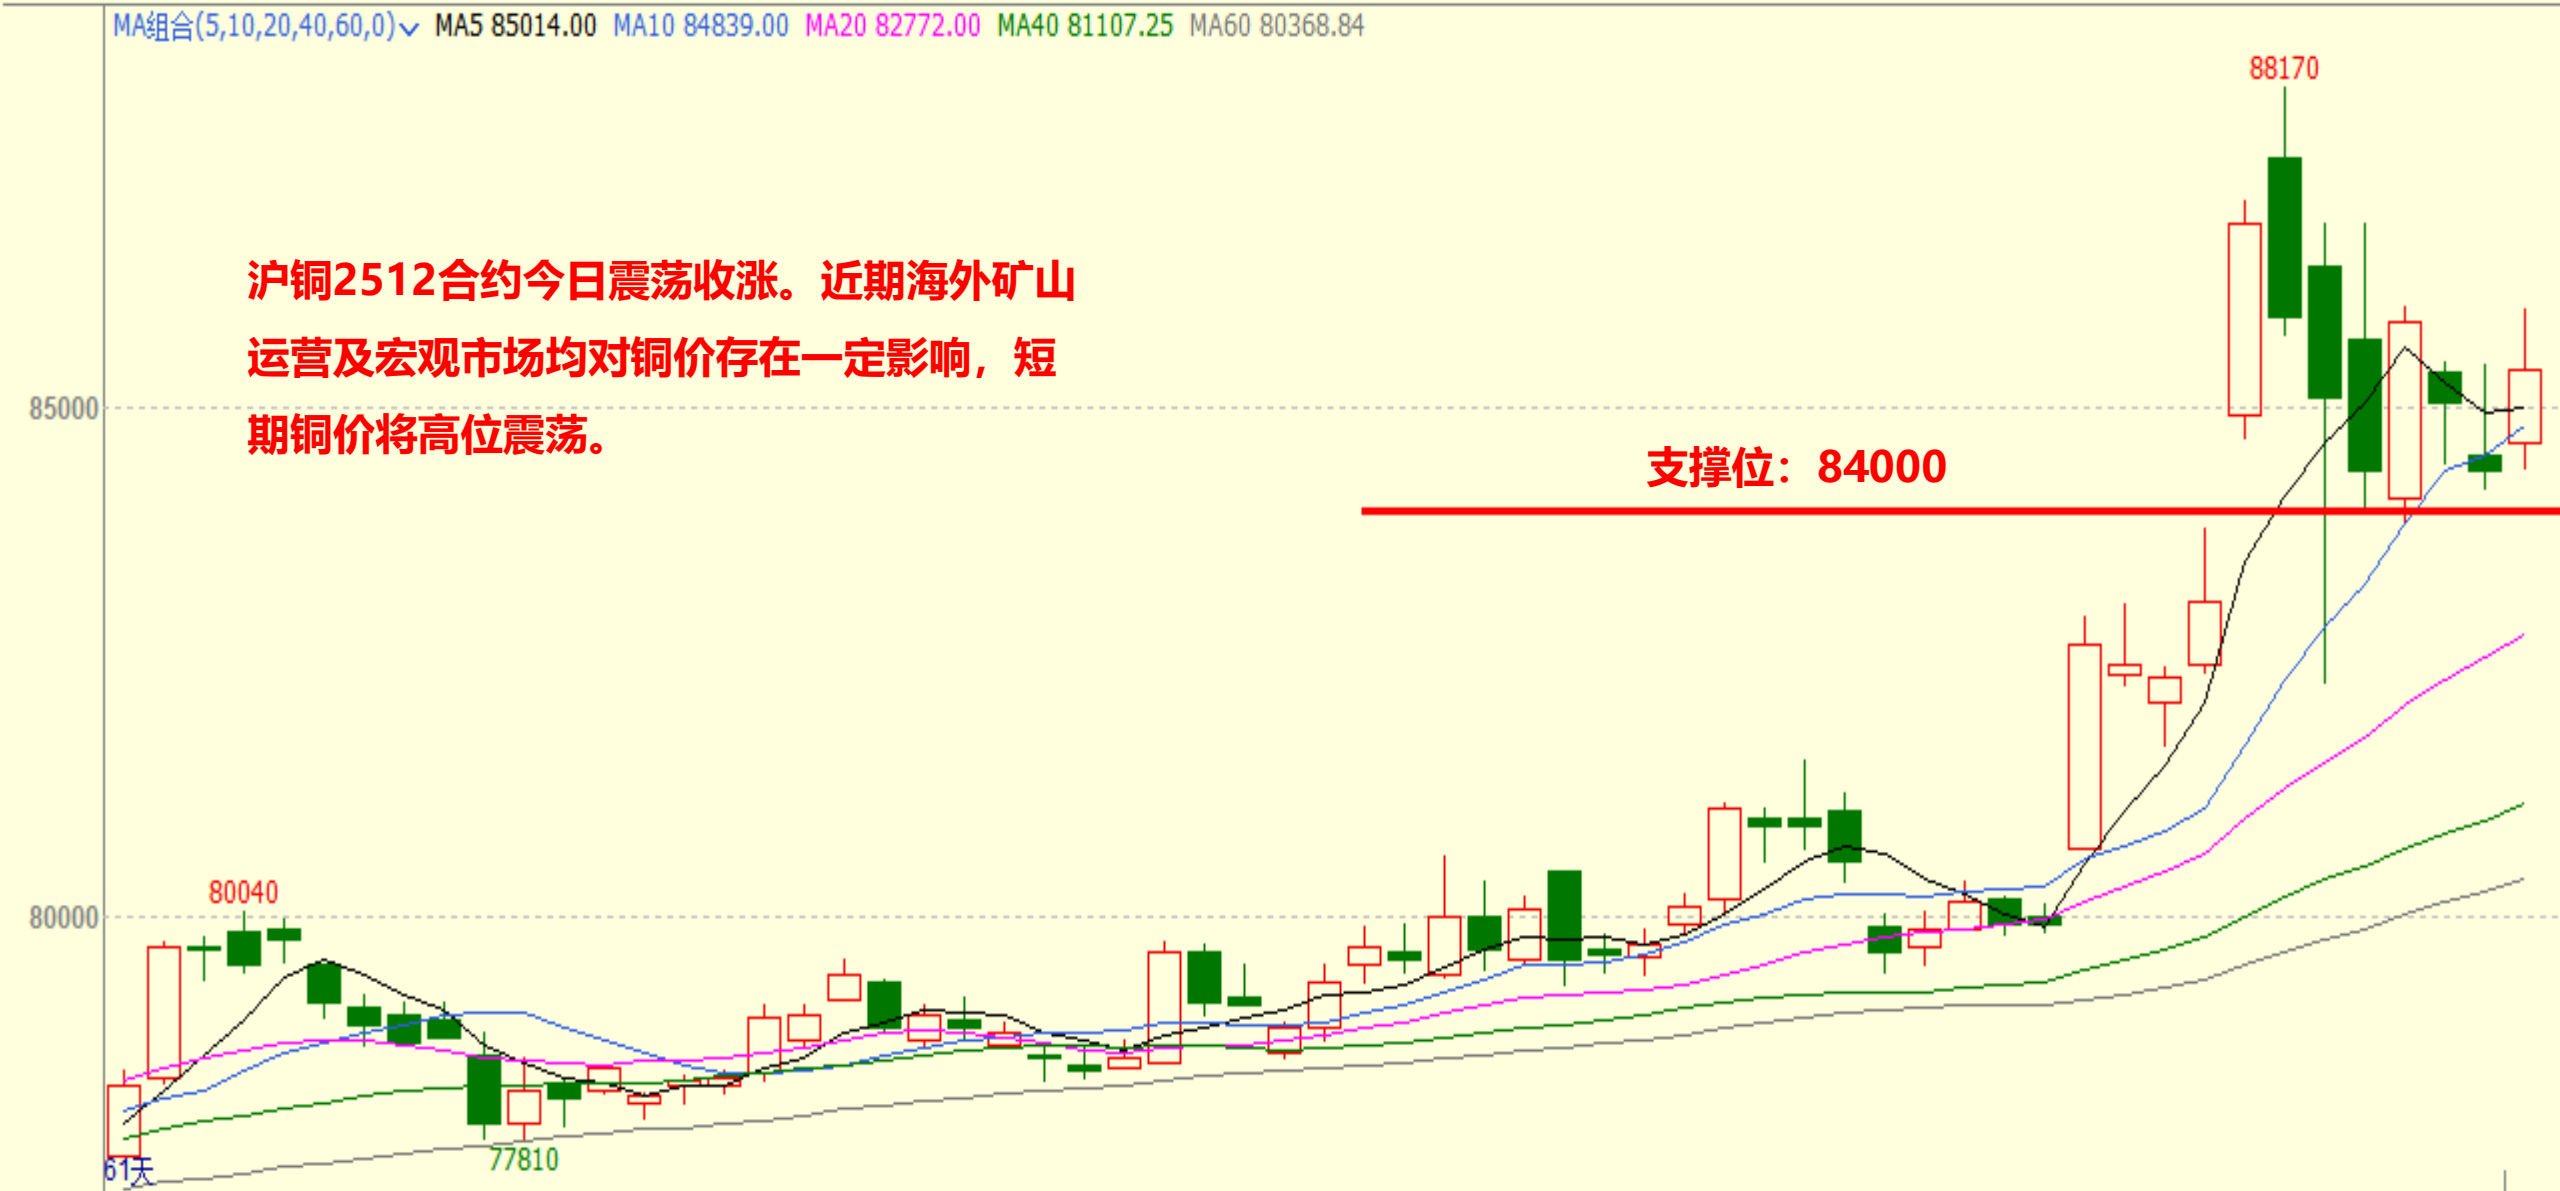 MA组合(5,10,20,40,60,0) MA5 85014.00 MA10 84839.00 MA20 82772.00 MA40 81107.25 MA60 80368.84
88170
沪铜2512合约今日震荡收涨。近期海外矿山
运营及宏观市场均对铜价存在一定影响，短
期铜价将高位震荡。
85000
支撑位：84000
80040
80000
77810
61天